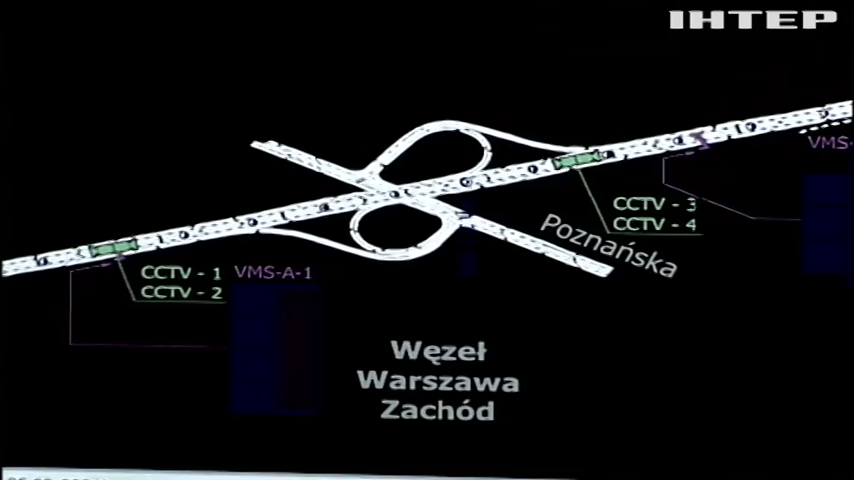 ІНТЕР
VMS-
CCTV - 3
CCTV - 4
Poznańska
CCTV - 1
CCTV - 2
VMS-A-1
Węzeł
Warszawa
Zachód